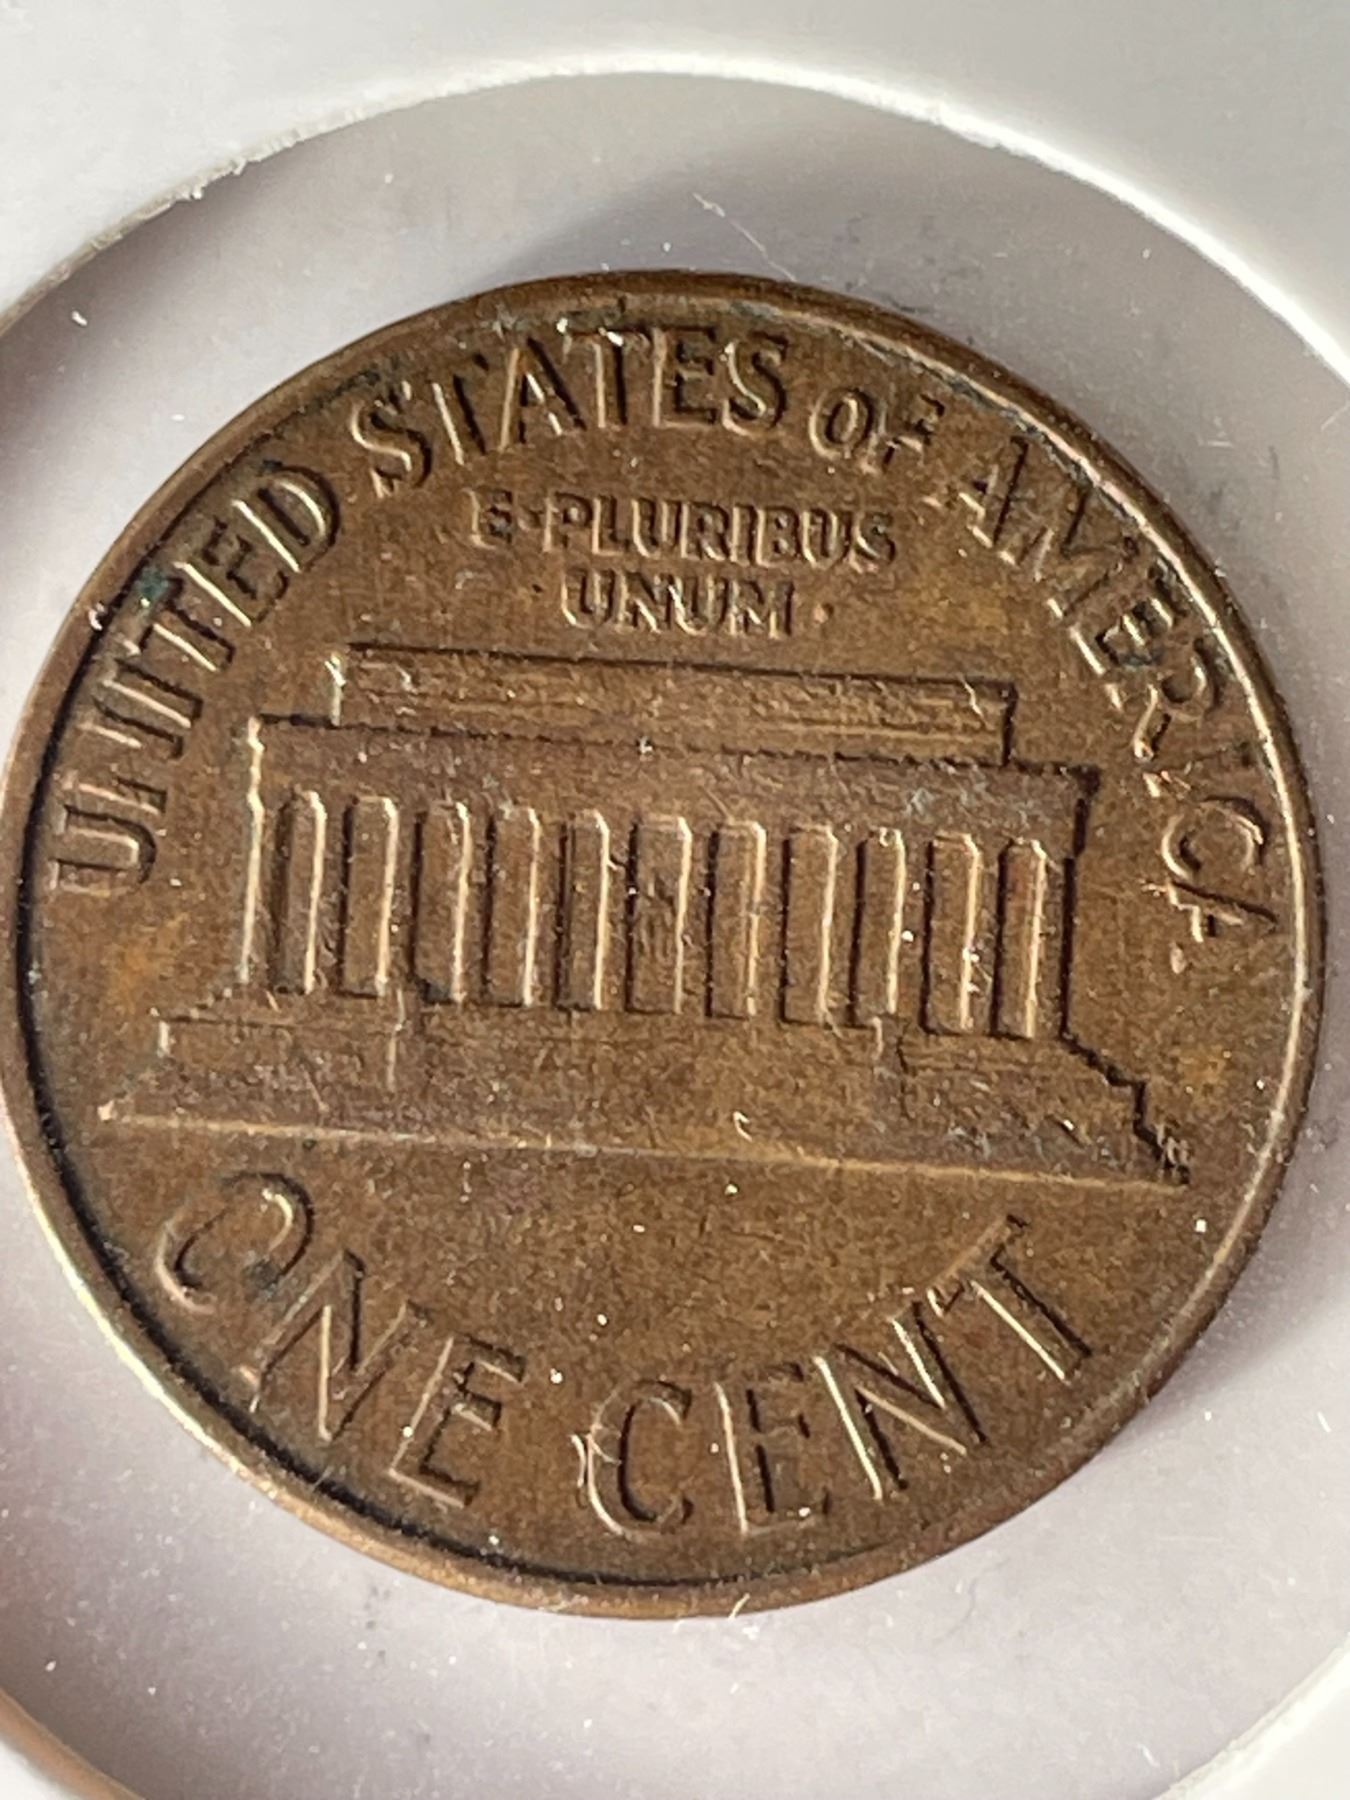 UNITED STATES OF AMERICA
E·PLURIBUS
·UNUM·
ONE CENT